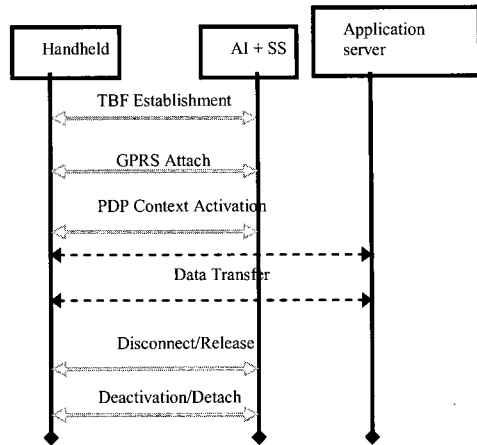 Handheld
AI + SS
Application
server
TBF Establishment
GPRS Attach
PDP Context Activation
Data Transfer
Disconnect/Release
Deactivation/Detach